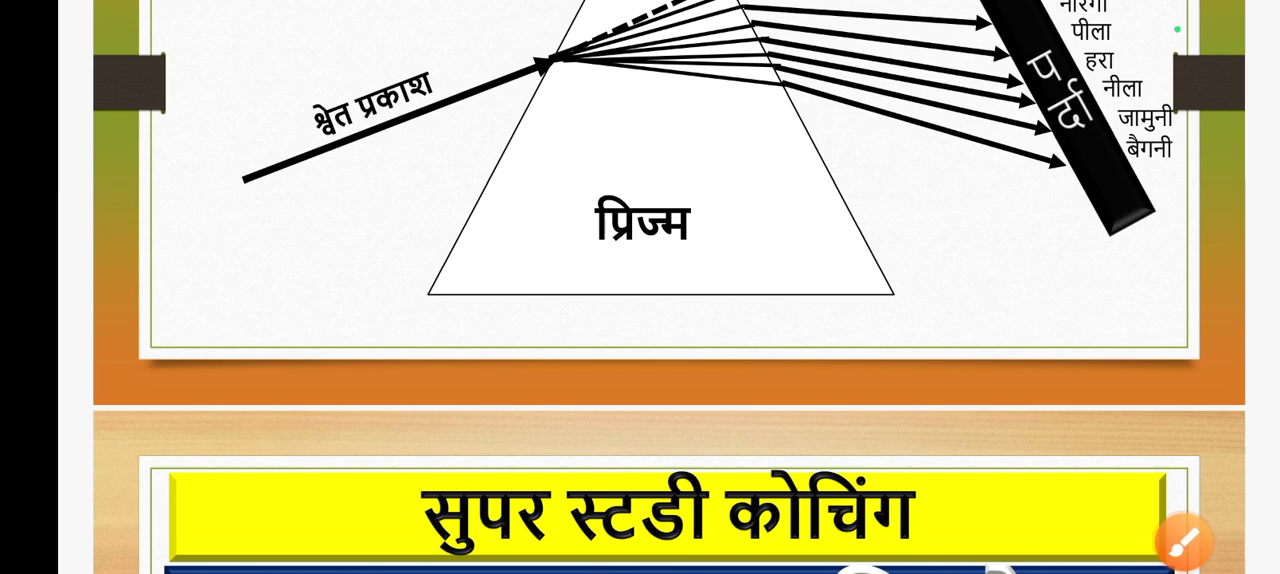 पीला
हरा
नीला
जामुनी
बैगनी
पर्दा
श्वेत प्रकाश
प्रिज्म
सुपर स्टडी कोचिंग